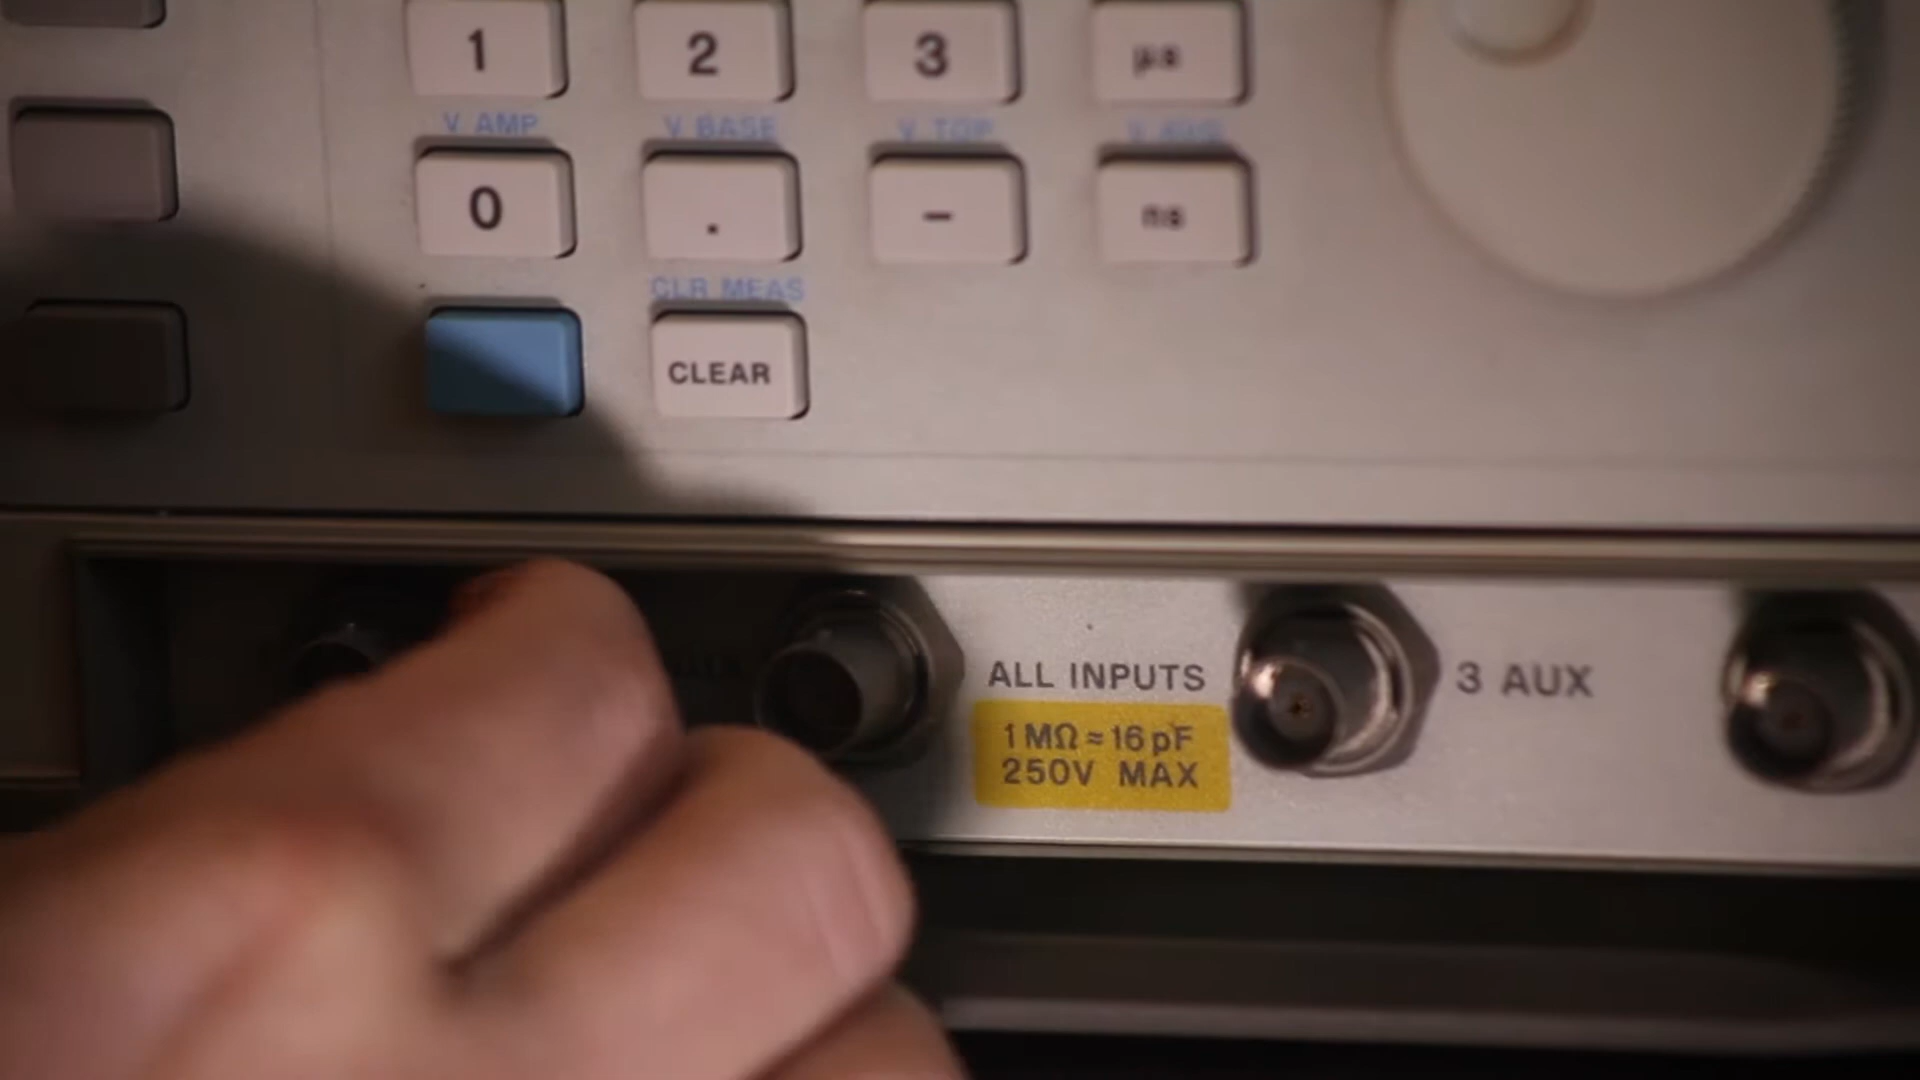 1 2 3 µs
V AMP V BASE V TOP
0 . - ns
CLR MEAS
CLEAR
ALL INPUTS
1 MΩ ≈ 16 pF
250V MAX
3 AUX